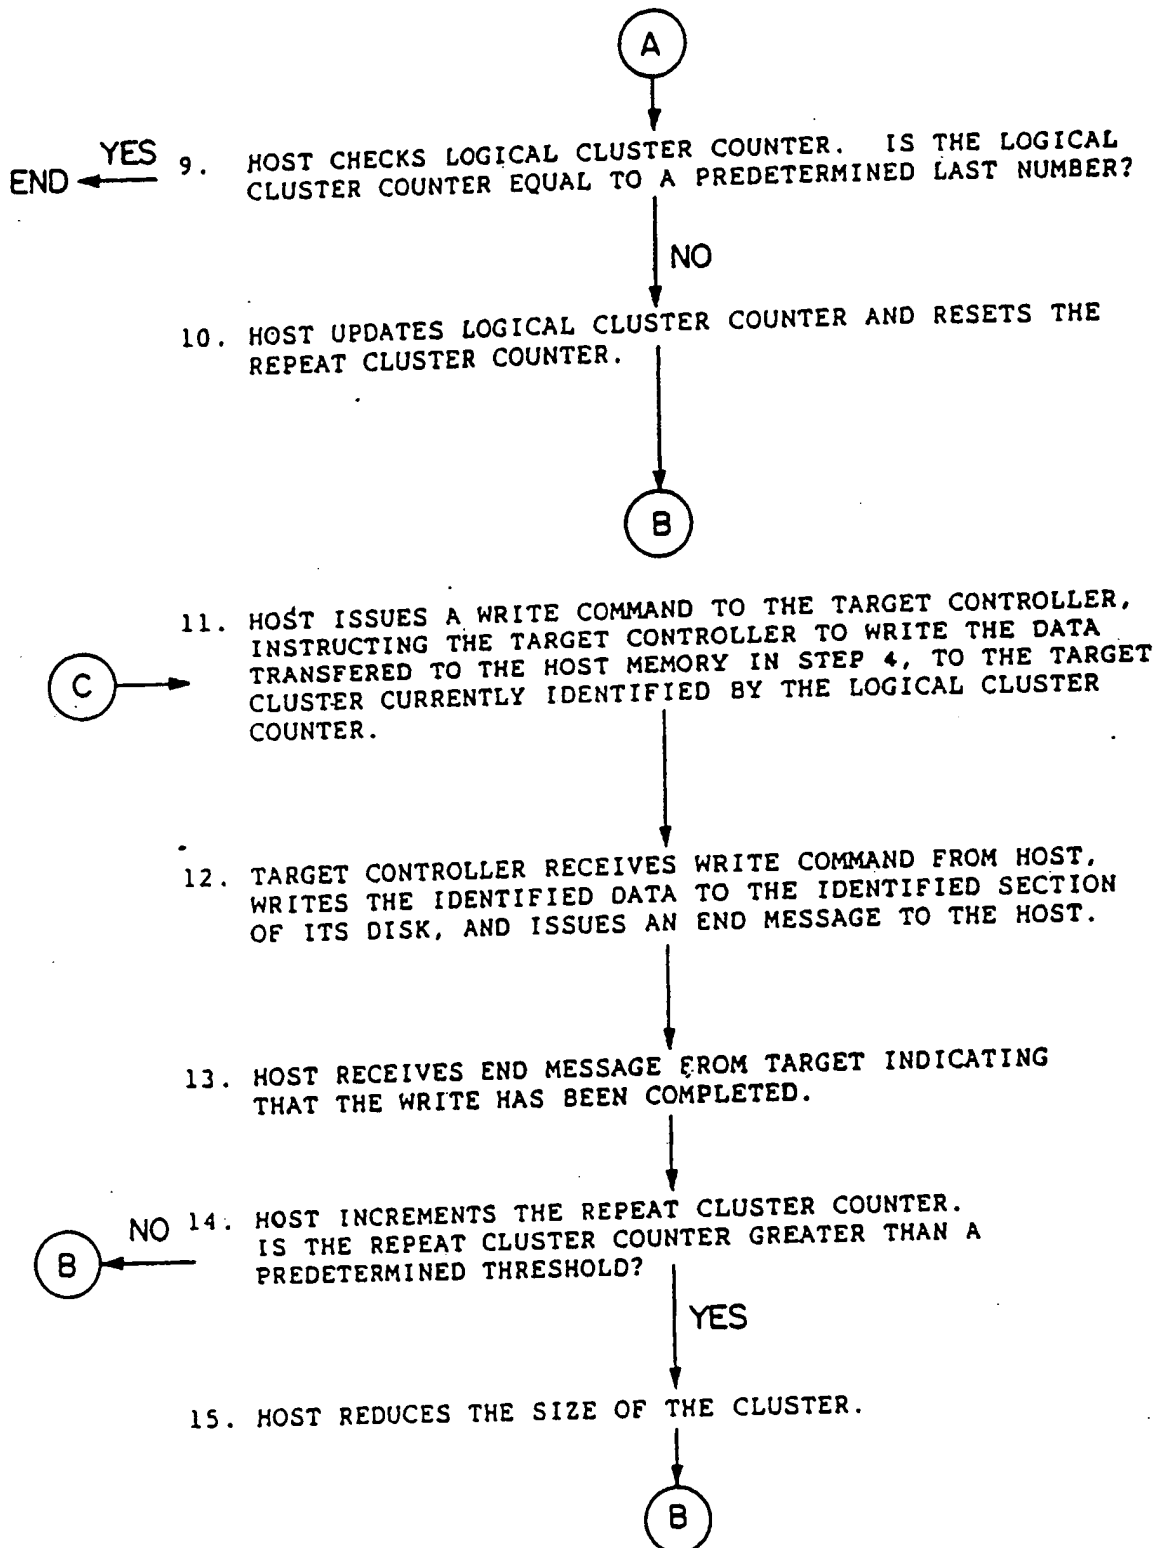 A
YES
END
9. HOST CHECKS LOGICAL CLUSTER COUNTER. IS THE LOGICAL
CLUSTER COUNTER EQUAL TO A PREDETERMINED LAST NUMBER?
NO
10. HOST UPDATES LOGICAL CLUSTER COUNTER AND RESETS THE
REPEAT CLUSTER COUNTER.
B
C
11. HOST ISSUES A WRITE COMMAND TO THE TARGET CONTROLLER,
INSTRUCTING THE TARGET CONTROLLER TO WRITE THE DATA
TRANSFERED TO THE HOST MEMORY IN STEP 4, TO THE TARGET
CLUSTER CURRENTLY IDENTIFIED BY THE LOGICAL CLUSTER
COUNTER.
12. TARGET CONTROLLER RECEIVES WRITE COMMAND FROM HOST,
WRITES THE IDENTIFIED DATA TO THE IDENTIFIED SECTION
OF ITS DISK, AND ISSUES AN END MESSAGE TO THE HOST.
13. HOST RECEIVES END MESSAGE FROM TARGET INDICATING
THAT THE WRITE HAS BEEN COMPLETED.
B
NO
14. HOST INCREMENTS THE REPEAT CLUSTER COUNTER.
IS THE REPEAT CLUSTER COUNTER GREATER THAN A
PREDETERMINED THRESHOLD?
YES
15. HOST REDUCES THE SIZE OF THE CLUSTER.
B